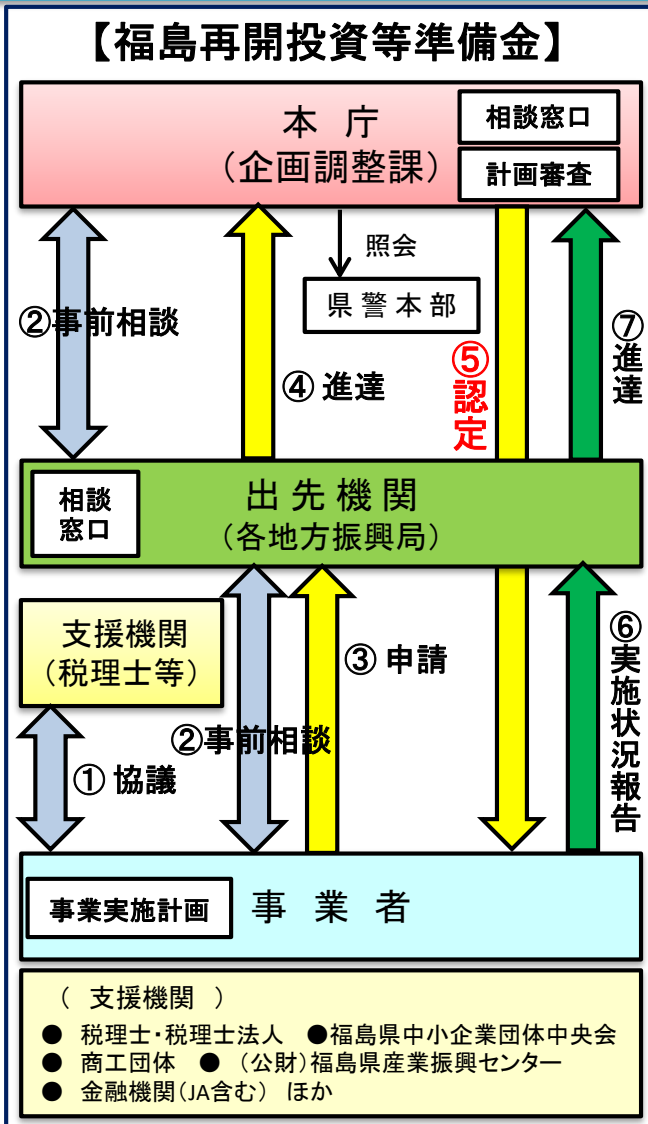 【福島再開投資等準備金】
本 庁
(企画調整課)
相談窓口
計画審査
照会
県 警 本 部
②事前相談
④ 進達
⑤認定
⑦進達
相談
窓口
出 先 機 関
(各地方振興局)
支援機関
(税理士等)
③ 申請
⑥実施状況報告
②事前相談
① 協議
事業実施計画
事 業 者
( 支援機関 )
● 税理士・税理士法人 ●福島県中小企業団体中央会
● 商工団体 ● (公財)福島県産業振興センター
● 金融機関(JA含む) ほか